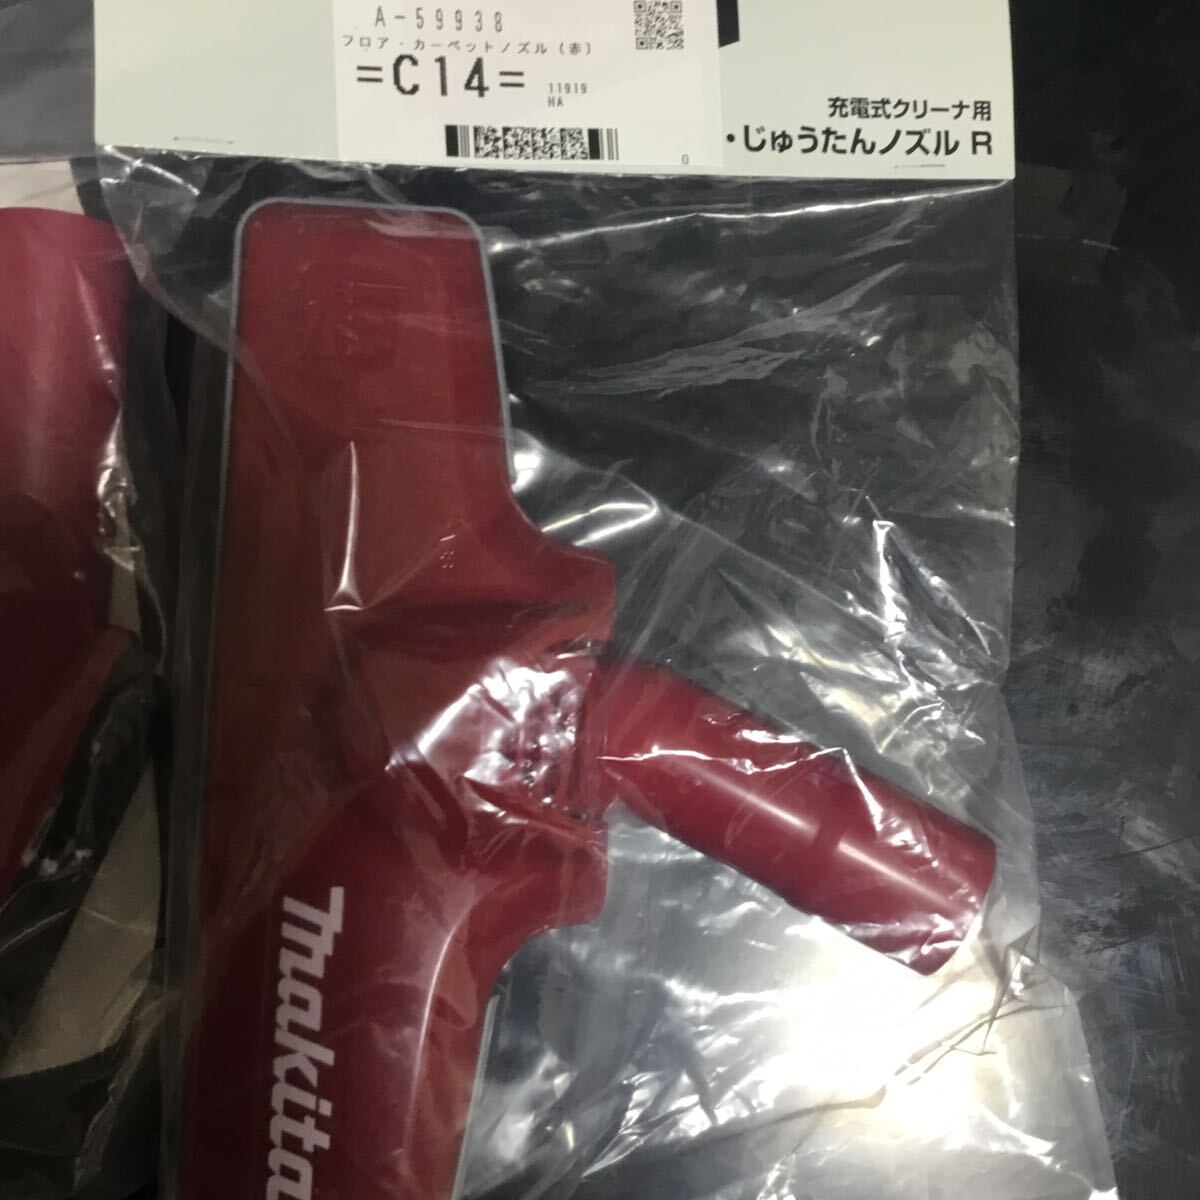 A-59938
フロア・カーペットノズル(赤)
=C14=
11919
HA
0
充電式クリーナ用
・じゅうたんノズル R
makita